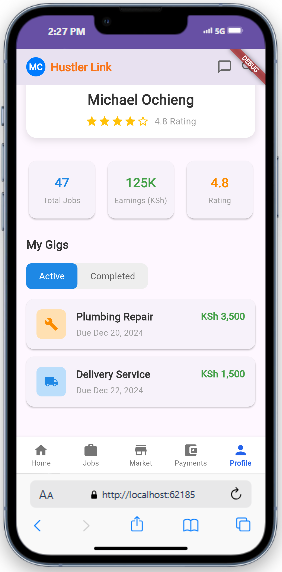 2:27 PM
5G
MC Hustler Link
DEBUG
Michael Ochieng
4.8 Rating
47
Total Jobs
125K
Earnings (KSh)
4.8
Rating
My Gigs
Active
Completed
Plumbing Repair
KSh 3,500
Due Dec 20, 2024
Delivery Service
KSh 1,500
Due Dec 22, 2024
Home
Jobs
Market
Payments
Profile
AA
http://localhost:62185